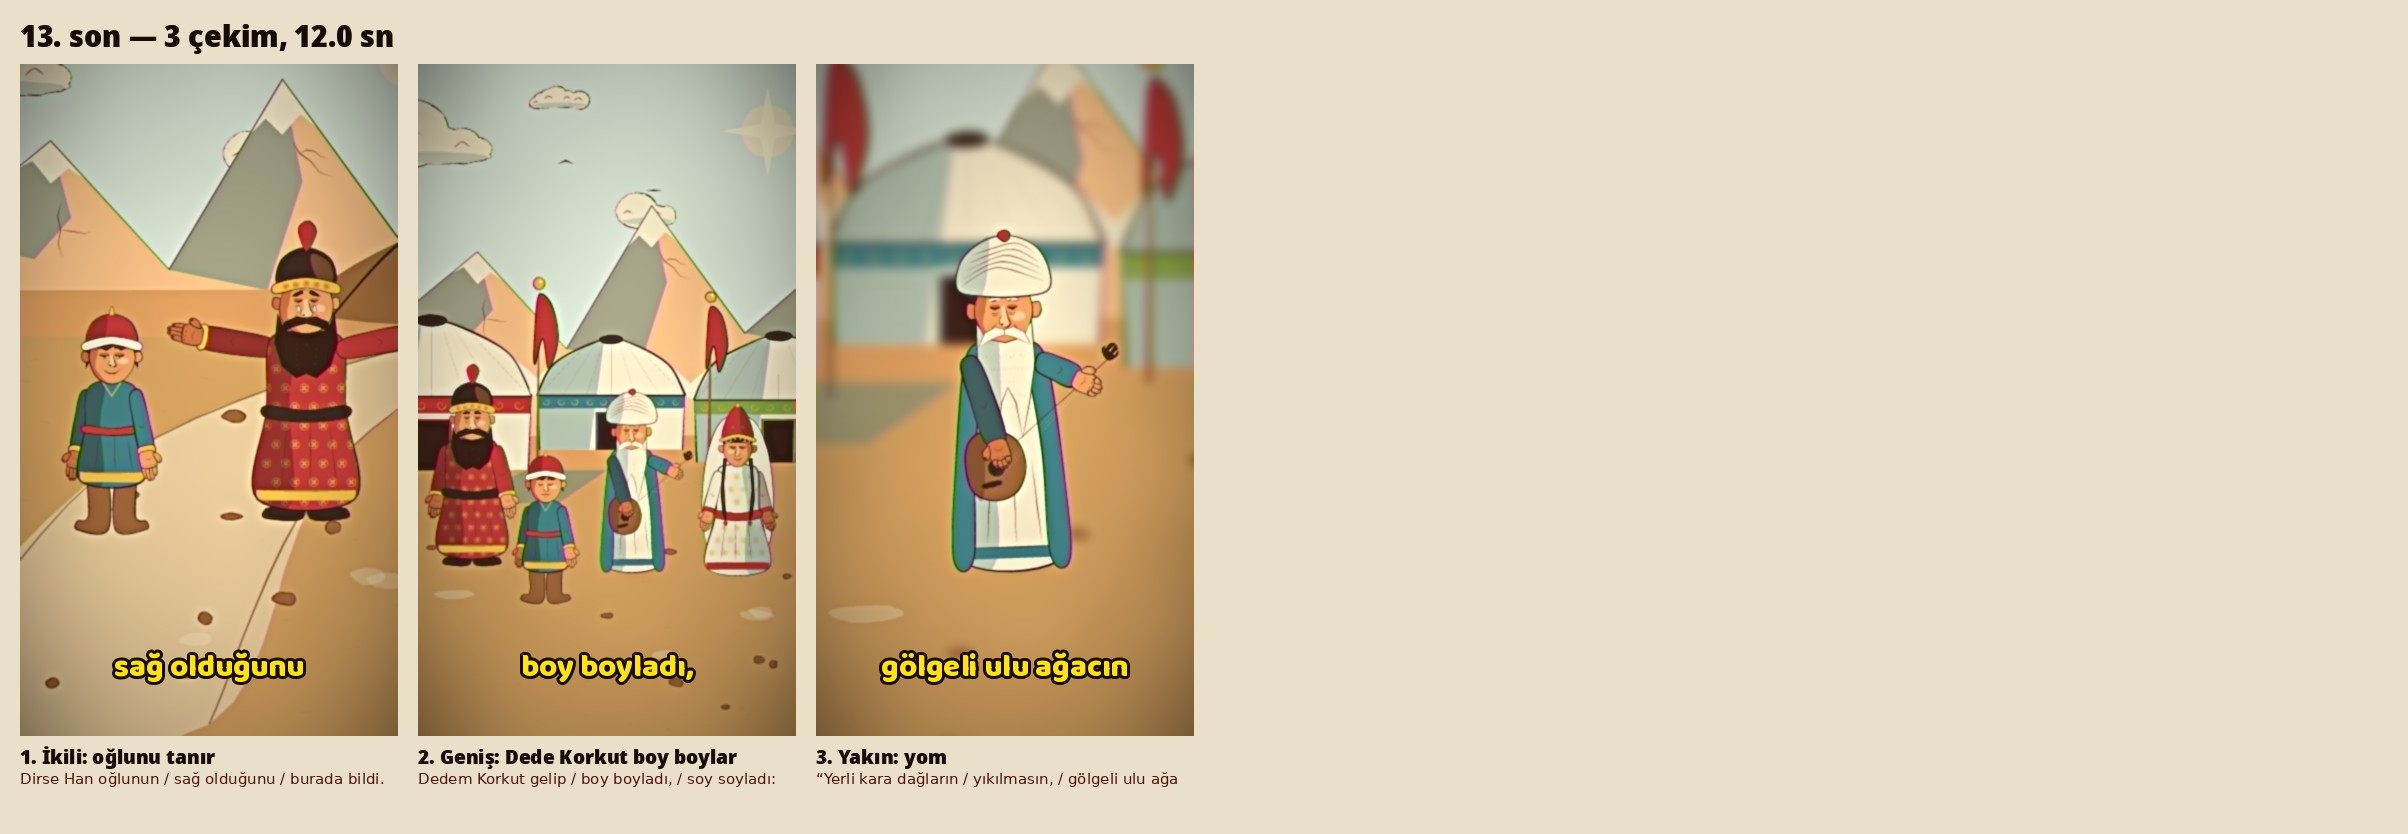 13. son — 3 çekim, 12.0 sn
sağ olduğunu
boy boyladı,
gölgeli ulu ağacın
1. İkili: oğlunu tanır
Dirse Han oğlunun / sağ olduğunu / burada bildi.
2. Geniş: Dede Korkut boy boylar
Dedem Korkut gelip / boy boyladı, / soy soyladı:
3. Yakın: yom
“Yerli kara dağların / yıkılmasın, / gölgeli ulu ağa